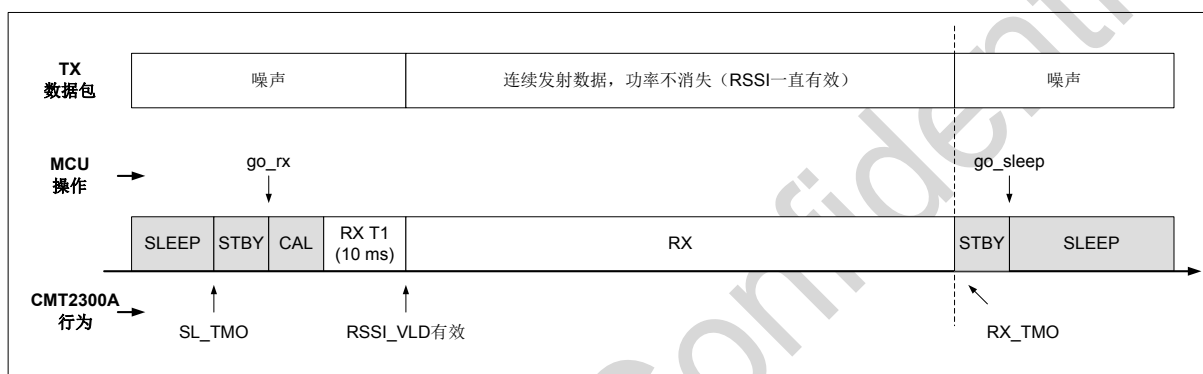 TX
数据包
噪声
连续发射数据，功率不消失（RSSI一直有效）
噪声
MCU
操作
go_rx
go_sleep
SLEEP
STBY
CAL
RX T1
(10 ms)
RX
STBY
SLEEP
CMT2300A
行为
SL_TMO
RSSI_VLD有效
RX_TMO
Confidenti